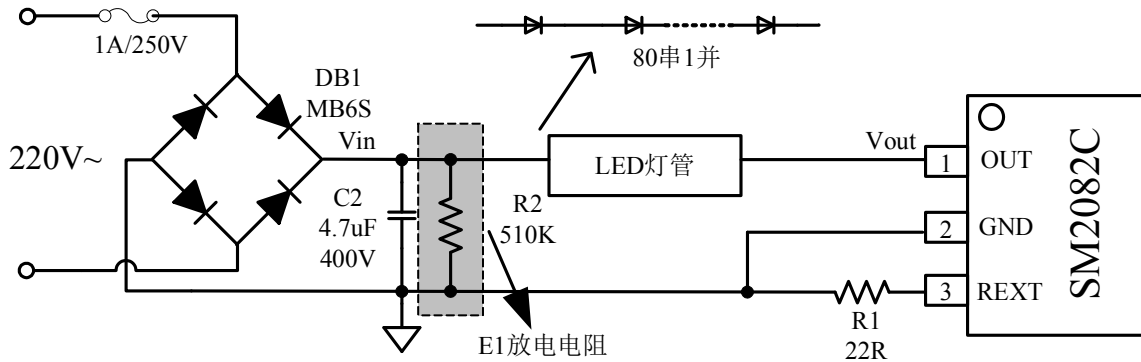 1A/250V
80串1并
DB1
MB6S
220V~
Vin
LED灯管
Vout
1
OUT
C2
4.7uF
400V
R2
510K
2
GND
3
REXT
SM2082C
R1
22R
E1放电电阻